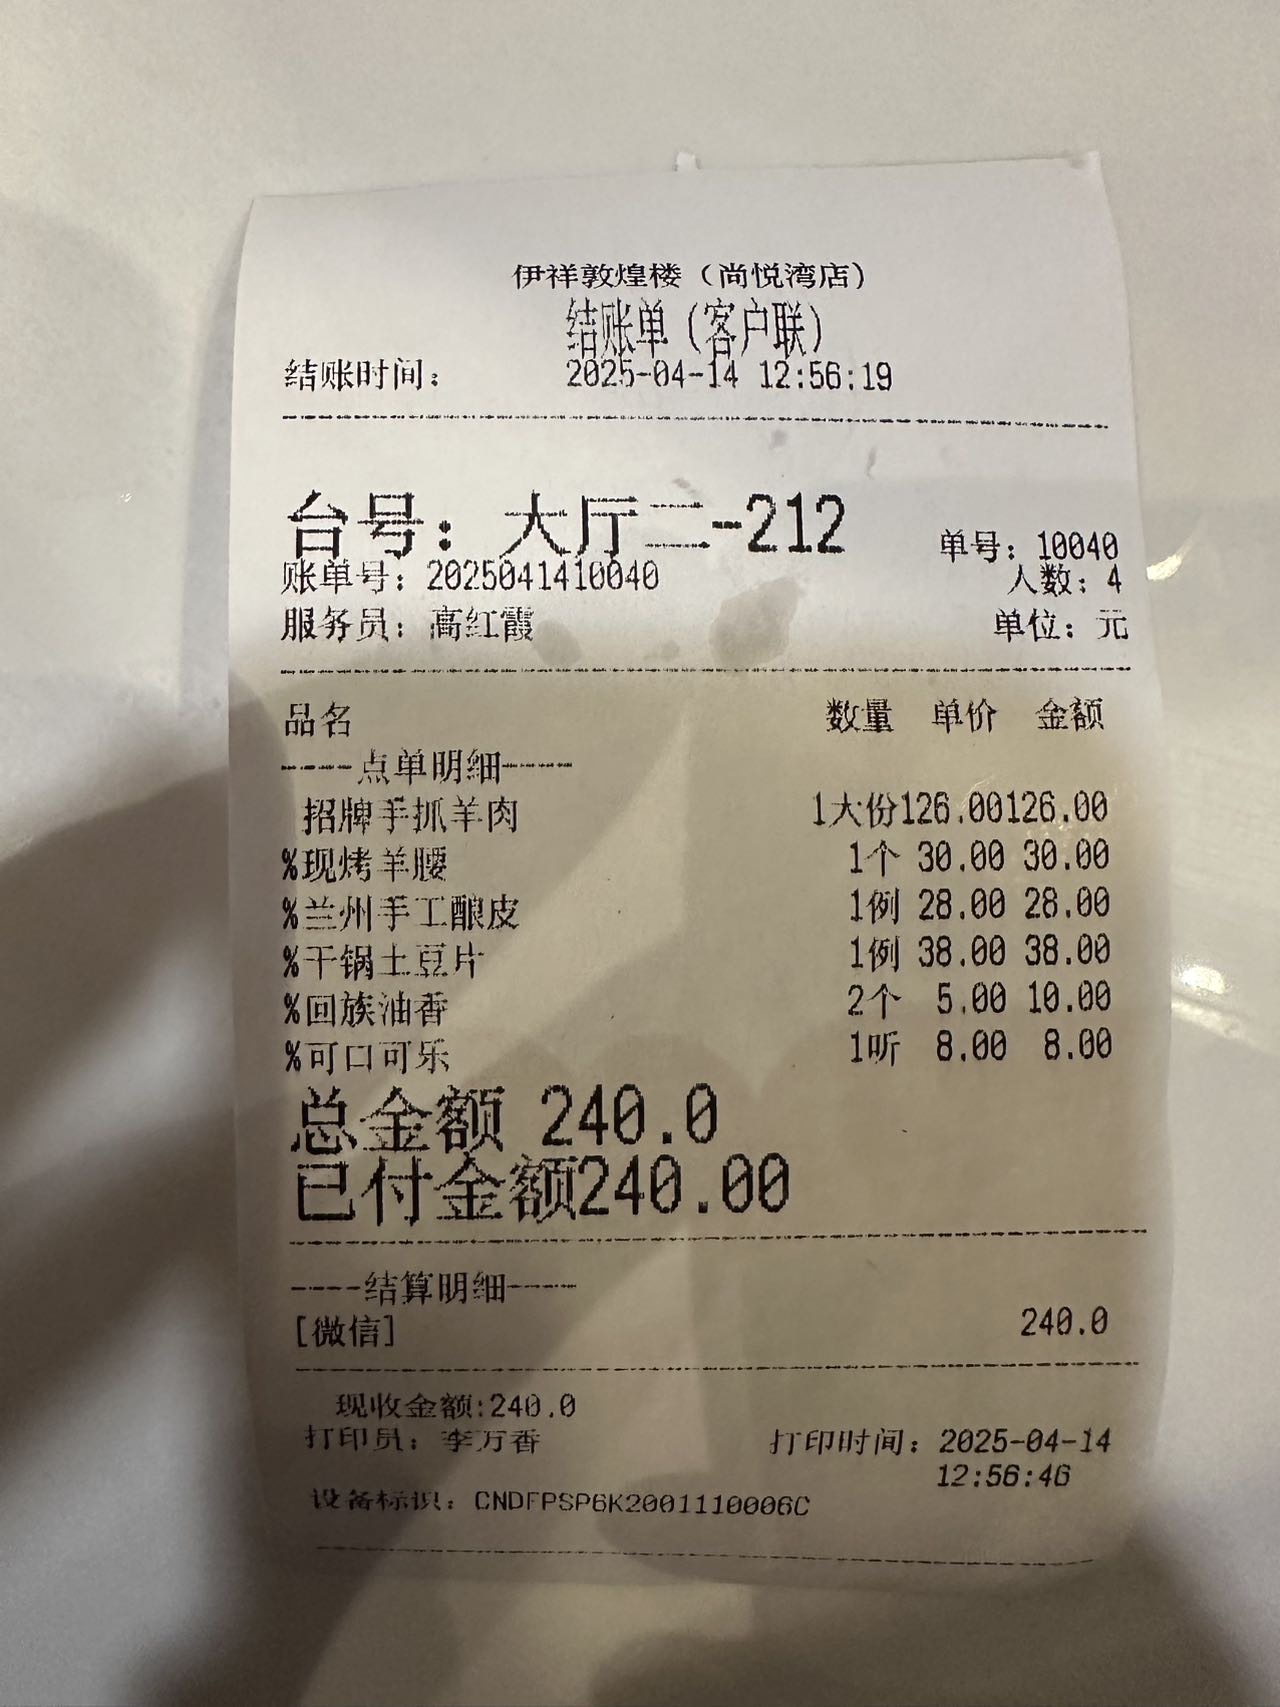 伊祥敦煌楼（尚悦湾店）
结账单（客户联）
结账时间： 2025-04-14 12:56:19
台号：大厅二-212 单号：10040
账单号：2025041410040 人数：4
服务员：高红霞 单位：元
品名 数量 单价 金额
----点单明细----
招牌手抓羊肉 1大份126.00126.00
%现烤羊腰 1个 30.00 30.00
%兰州手工酿皮 1例 28.00 28.00
%干锅土豆片 1例 38.00 38.00
%回族油香 2个 5.00 10.00
%可口可乐 1听 8.00 8.00
总金额 240.0
已付金额240.00
----结算明细----
[微信] 240.0
现收金额:240.0
打印员：李万香 打印时间：2025-04-14
12:56:46
设备标识：CNDFPSP6K2001110006C